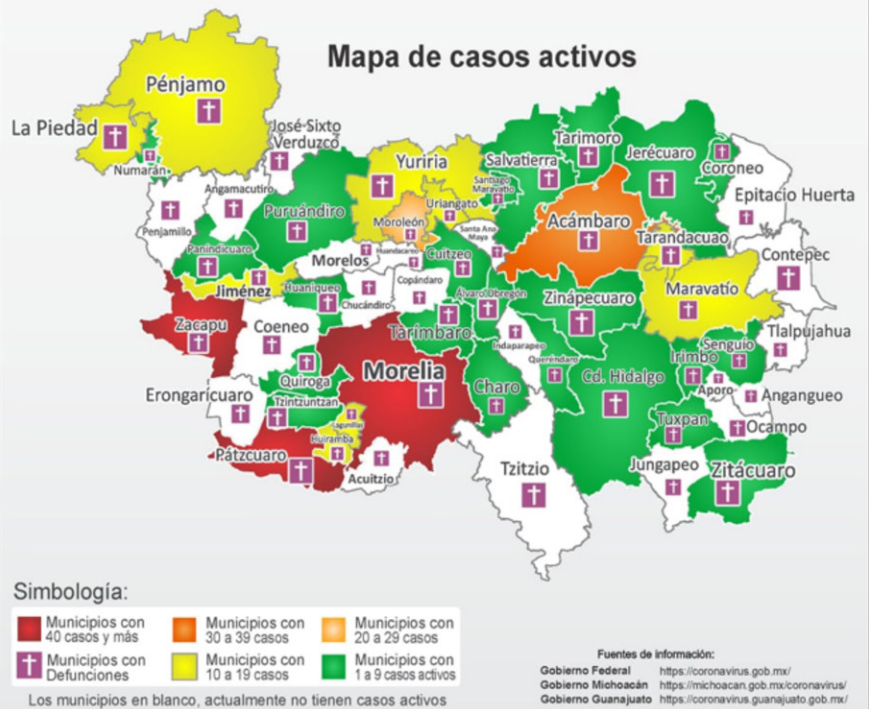 Mapa de casos activos
Pénjamo
La Piedad
Numarán
José Sixto
Verduzco
Angamacutiro
Penjamillo
Puruándiro
Panindicuaro
Jiménez
Yuriria
Moroleón
Uriangato
Salvatierra
Santiago
Maravatío
Tarimoro
Jerécuaro
Coroneo
Epitacio Huerta
Acámbaro
Tarandacuao
Contepec
Santa Ana
Maya
Morelos
Huandacareo
Cuitzeo
Huaniqueo
Chucándiro
Copándaro
Álvaro Obregón
Zinápecuaro
Maravatío
Zacapu
Coeneo
Tarímbaro
Indaparapeo
Queréndaro
Tlalpujahua
Senguio
Irimbo
Morelia
Charo
Cd. Hidalgo
Aporo
Angangueo
Ocampo
Quiroga
Erongarícuaro
Tzintzuntzan
Lagunillas
Huiramba
Pátzcuaro
Acuitzio
Tuxpan
Tzitzio
Jungapeo
Zitácuaro
Simbología:
Municipios con
40 casos y más
Municipios con
30 a 39 casos
Municipios con
20 a 29 casos
Municipios con
Defunciones
Municipios con
10 a 19 casos
Municipios con
1 a 9 casos activos
Los municipios en blanco, actualmente no tienen casos activos
Fuentes de información:
Gobierno Federal https://coronavirus.gob.mx/
Gobierno Michoacán https://michoacan.gob.mx/coronavirus/
Gobierno Guanajuato https://coronavirus.guanajuato.gob.mx/